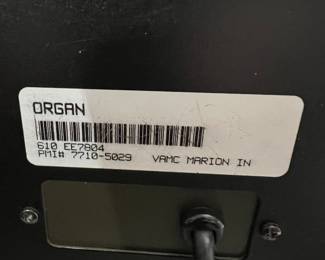 ORGAN
610 EE7804
PMI# 7710-5029 VAMC MARION IN